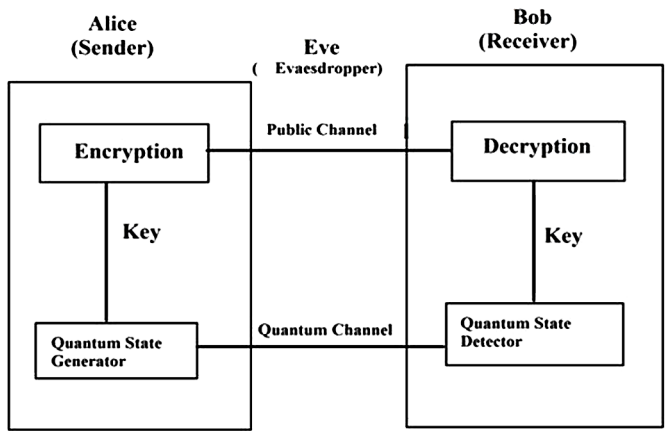 Alice
(Sender)
Eve
( Evaesdropper)
Bob
(Receiver)
Public Channel
Encryption
Decryption
Key
Key
Quantum Channel
Quantum State
Generator
Quantum State
Detector